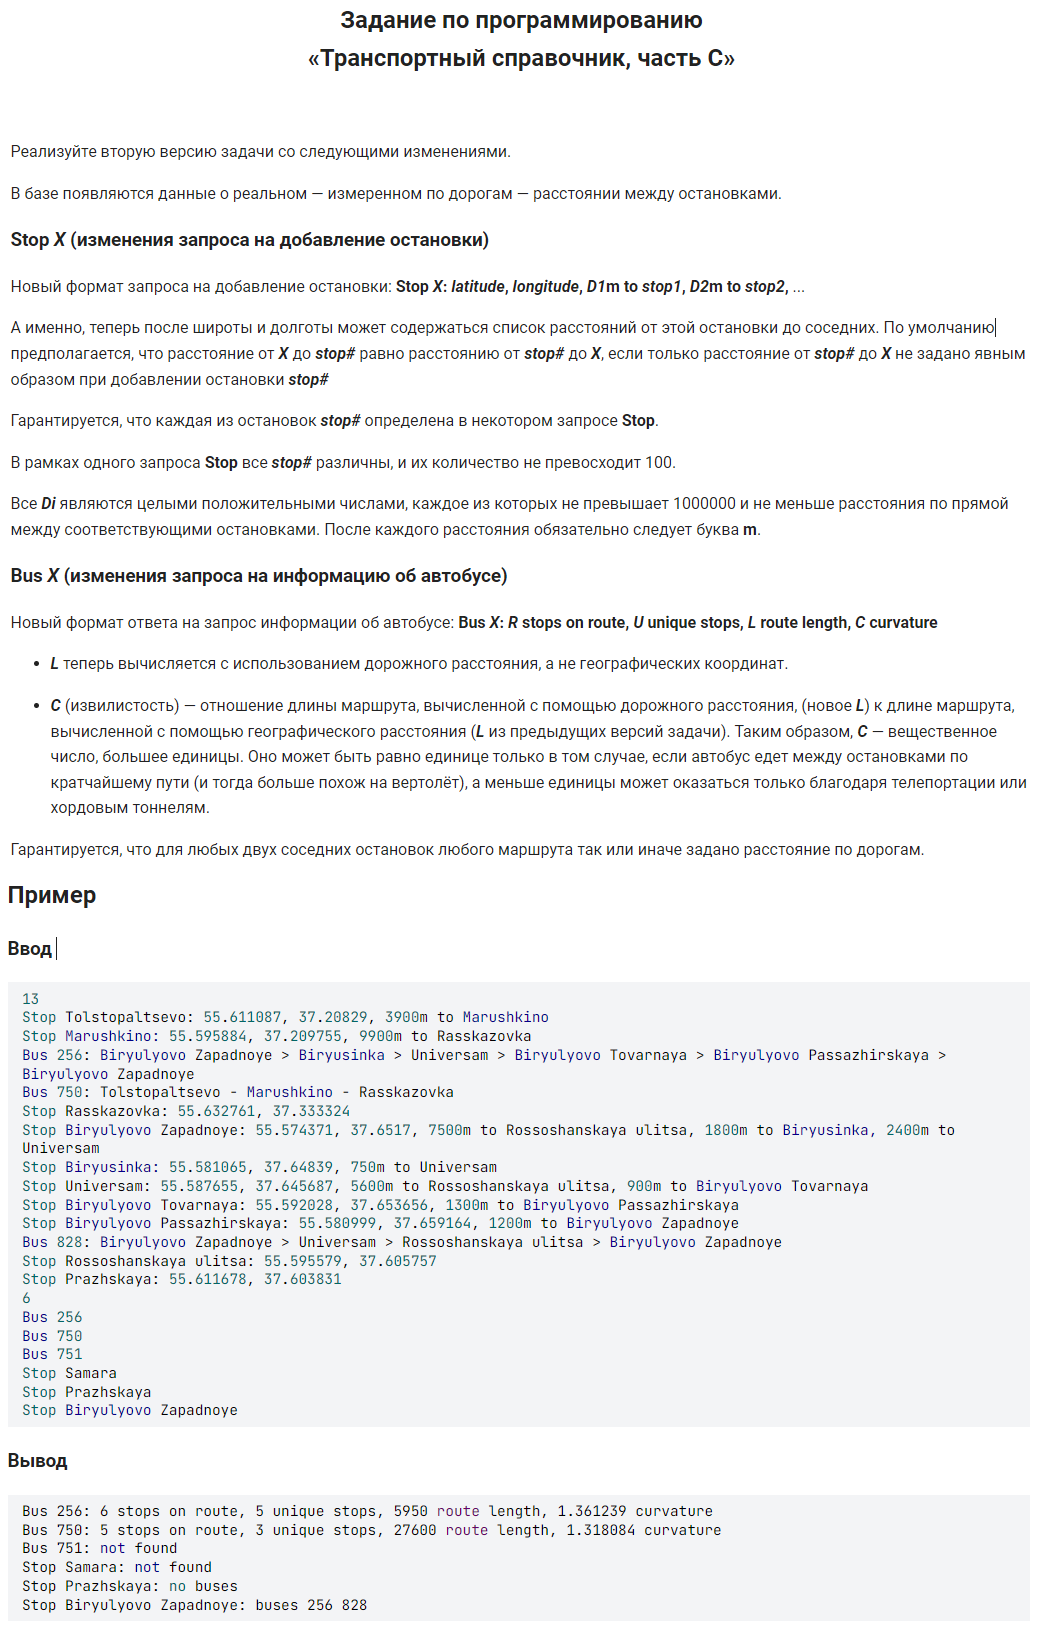 Задание по программированию
«Транспортный справочник, часть C»
Реализуйте вторую версию задачи со следующими изменениями.
В базе появляются данные о реальном — измеренном по дорогам — расстоянии между остановками.
Stop X (изменения запроса на добавление остановки)
Новый формат запроса на добавление остановки: Stop X: latitude, longitude, D1m to stop1, D2m to stop2, ...
А именно, теперь после широты и долготы может содержаться список расстояний от этой остановки до соседних. По умолчанию
предполагается, что расстояние от X до stop# равно расстоянию от stop# до X, если только расстояние от stop# до X не задано явным
образом при добавлении остановки stop#
Гарантируется, что каждая из остановок stop# определена в некотором запросе Stop.
В рамках одного запроса Stop все stop# различны, и их количество не превосходит 100.
Все Di являются целыми положительными числами, каждое из которых не превышает 1000000 и не меньше расстояния по прямой
между соответствующими остановками. После каждого расстояния обязательно следует буква m.
Bus X (изменения запроса на информацию об автобусе)
Новый формат ответа на запрос информации об автобусе: Bus X: R stops on route, U unique stops, L route length, C curvature
• L теперь вычисляется с использованием дорожного расстояния, а не географических координат.
• C (извилистость) — отношение длины маршрута, вычисленной с помощью дорожного расстояния, (новое L) к длине маршрута,
вычисленной с помощью географического расстояния (L из предыдущих версий задачи). Таким образом, C — вещественное
число, большее единицы. Оно может быть равно единице только в том случае, если автобус едет между остановками по
кратчайшему пути (и тогда больше похож на вертолёт), а меньше единицы может оказаться только благодаря телепортации или
хордовым тоннелям.
Гарантируется, что для любых двух соседних остановок любого маршрута так или иначе задано расстояние по дорогам.
Пример
Ввод
13
Stop Tolstopaltsevo: 55.611087, 37.20829, 3900m to Marushkino
Stop Marushkino: 55.595884, 37.209755, 9900m to Rasskazovka
Bus 256: Biryulyovo Zapadnoye > Biryusinka > Universam > Biryulyovo Tovarnaya > Biryulyovo Passazhirskaya >
Biryulyovo Zapadnoye
Bus 750: Tolstopaltsevo - Marushkino - Rasskazovka
Stop Rasskazovka: 55.632761, 37.333324
Stop Biryulyovo Zapadnoye: 55.574371, 37.6517, 7500m to Rossoshanskaya ulitsa, 1800m to Biryusinka, 2400m to
Universam
Stop Biryusinka: 55.581065, 37.64839, 750m to Universam
Stop Universam: 55.587655, 37.645687, 5600m to Rossoshanskaya ulitsa, 900m to Biryulyovo Tovarnaya
Stop Biryulyovo Tovarnaya: 55.592028, 37.653656, 1300m to Biryulyovo Passazhirskaya
Stop Biryulyovo Passazhirskaya: 55.580999, 37.659164, 1200m to Biryulyovo Zapadnoye
Bus 828: Biryulyovo Zapadnoye > Universam > Rossoshanskaya ulitsa > Biryulyovo Zapadnoye
Stop Rossoshanskaya ulitsa: 55.595579, 37.605757
Stop Prazhskaya: 55.611678, 37.603831
6
Bus 256
Bus 750
Bus 751
Stop Samara
Stop Prazhskaya
Stop Biryulyovo Zapadnoye
Вывод
Bus 256: 6 stops on route, 5 unique stops, 5950 route length, 1.361239 curvature
Bus 750: 5 stops on route, 3 unique stops, 27600 route length, 1.318084 curvature
Bus 751: not found
Stop Samara: not found
Stop Prazhskaya: no buses
Stop Biryulyovo Zapadnoye: buses 256 828